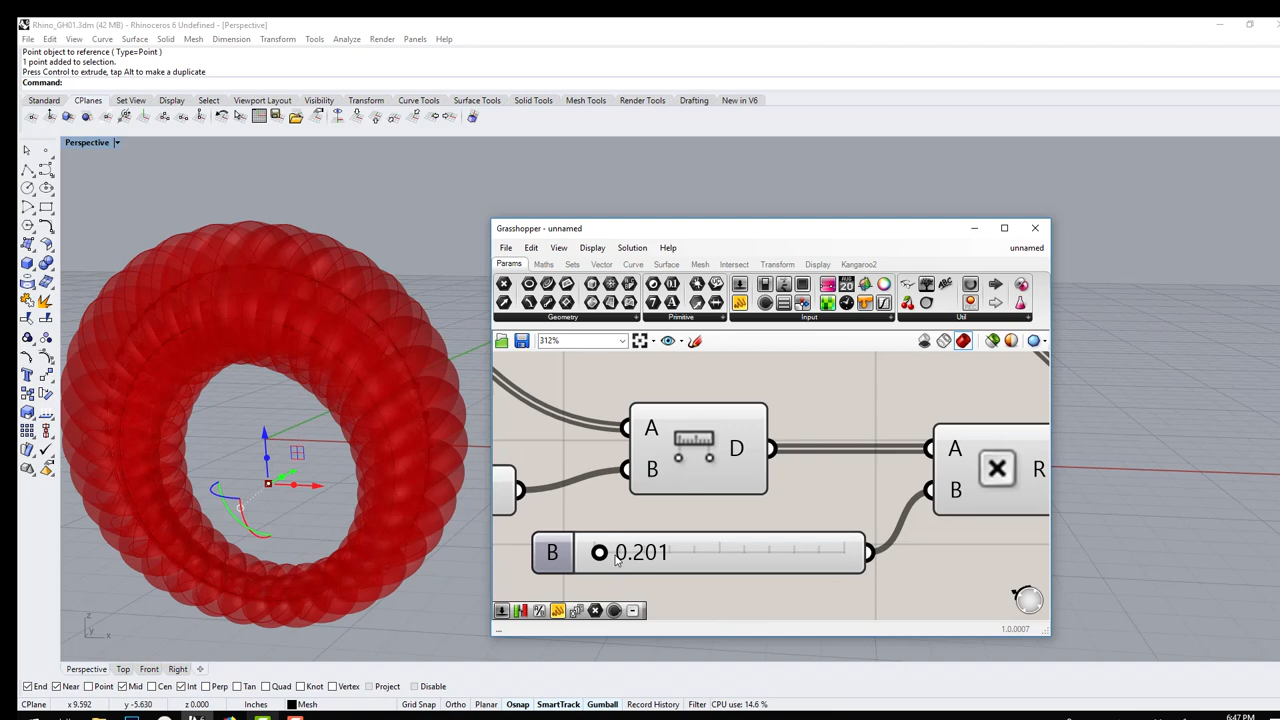 Rhino_GH01.3dm (42 MB) - Rhinoceros 6 Undefined - [Perspective]
File Edit View Curve Surface Solid Mesh Dimension Transform Tools Analyze Render Panels Help
Point object to reference ( Type=Point )
1 point added to selection.
Press Control to extrude, tap Alt to make a duplicate
Command:
Standard CPlanes Set View Display Select Viewport Layout Visibility Transform Curve Tools Surface Tools Solid Tools Mesh Tools Render Tools Drafting New in V6
Perspective
Grasshopper - unnamed
File Edit View Display Solution Help unnamed
Params Maths Sets Vector Curve Surface Mesh Intersect Transform Display Kangaroo2
Geometry Primitive Input Util
312%
A
B
D
A
B
R
B 0.201
1.0.0007
z
y
x
Perspective Top Front Right
End Near Point Mid Cen Int Perp Tan Quad Knot Vertex Project Disable
CPlane x 9.592 y -5.630 z 0.000 Inches Mesh Grid Snap Ortho Planar Osnap SmartTrack Gumball Record History Filter CPU use: 14.6 %
6:47 PM